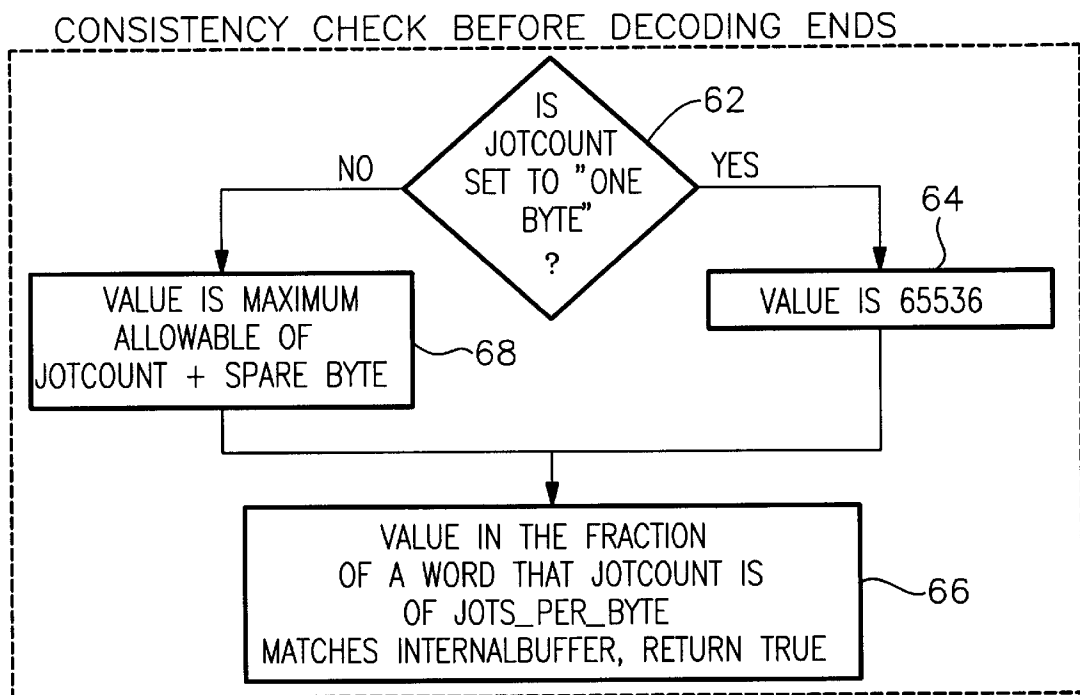 CONSISTENCY CHECK BEFORE DECODING ENDS
IS
JOTCOUNT
SET TO "ONE
BYTE"
?
62
NO
YES
64
VALUE IS MAXIMUM
ALLOWABLE OF
JOTCOUNT + SPARE BYTE
68
VALUE IS 65536
VALUE IN THE FRACTION
OF A WORD THAT JOTCOUNT IS
OF JOTS_PER_BYTE
MATCHES INTERNALBUFFER, RETURN TRUE
66